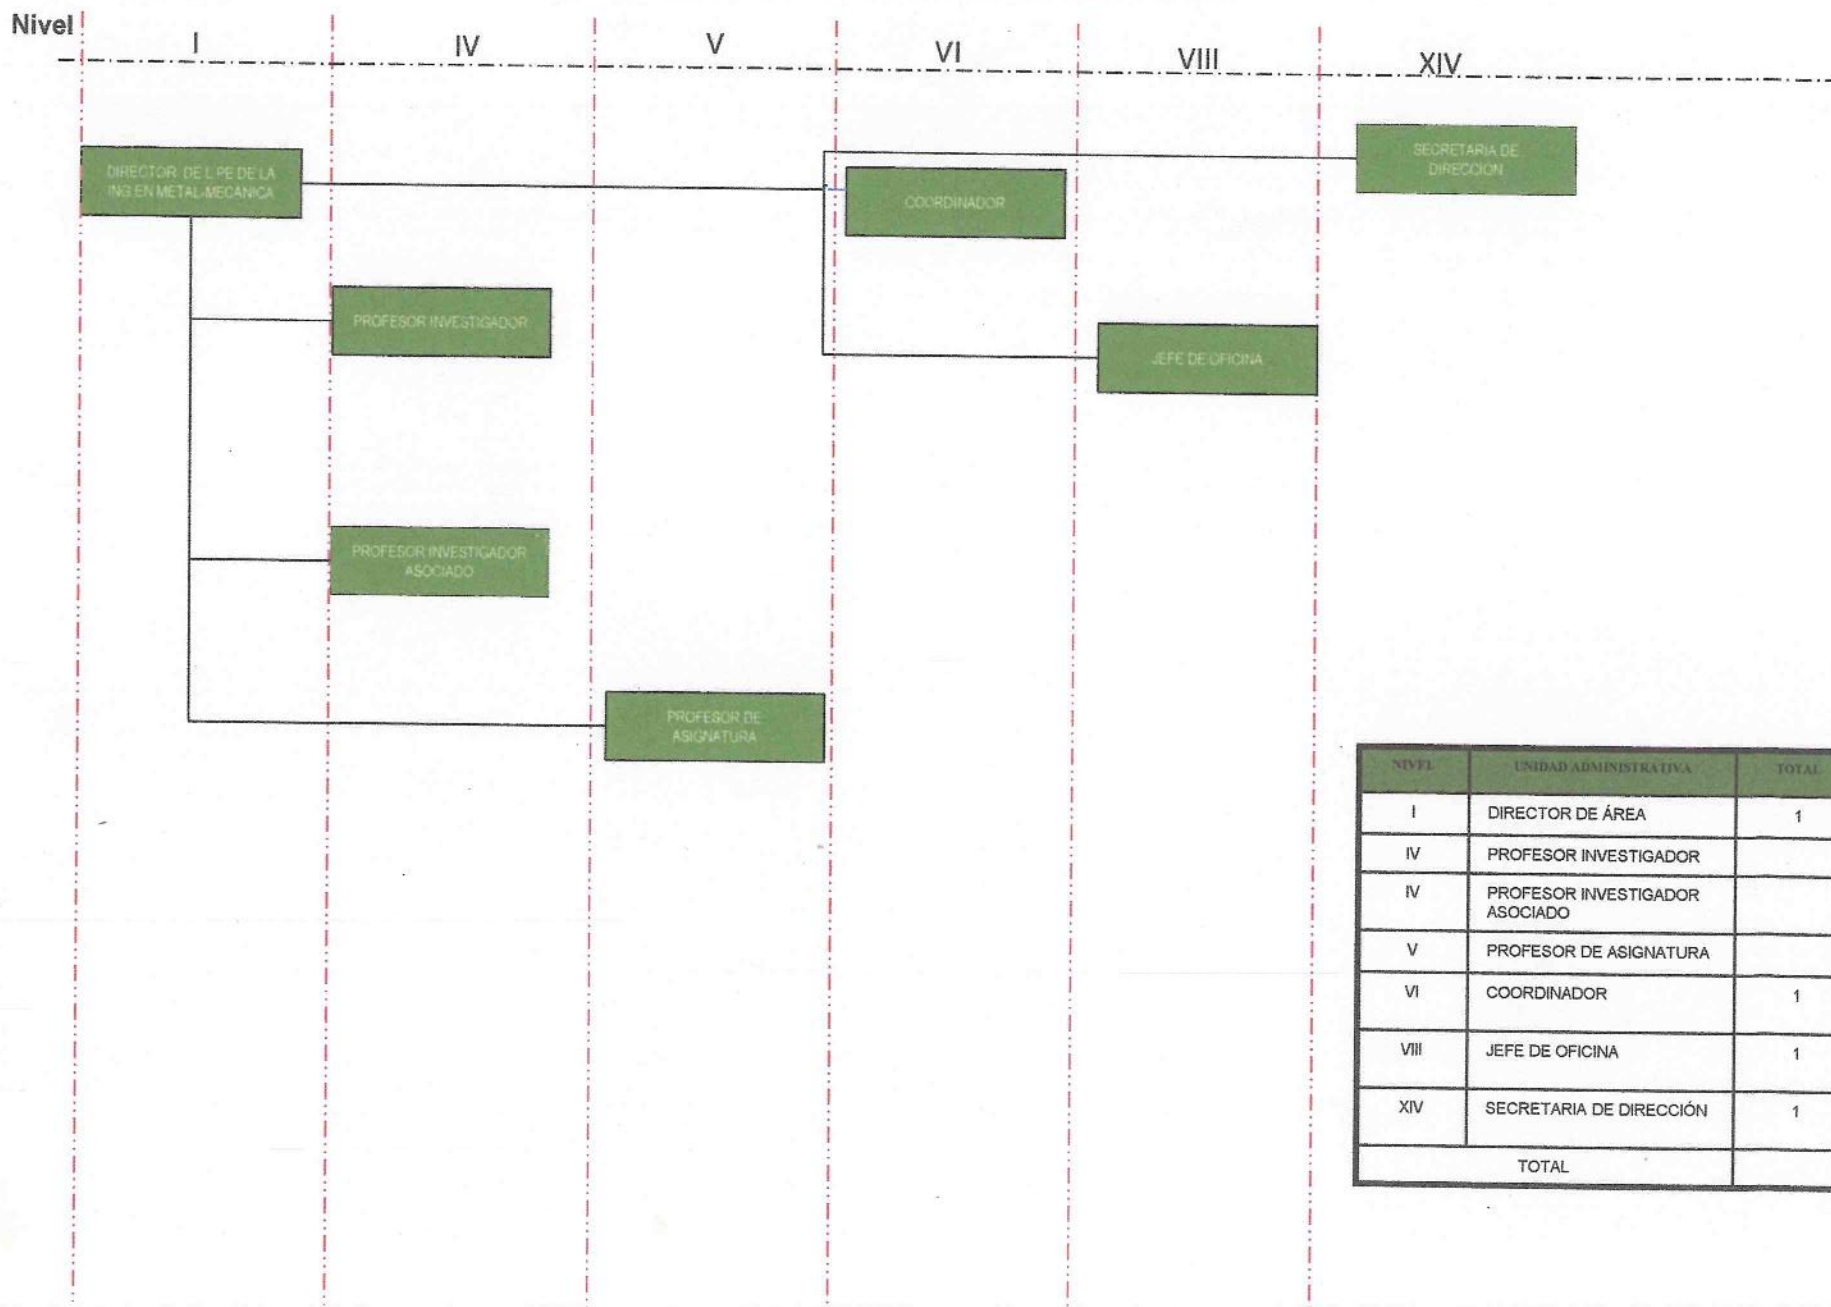 Nivel
I IV V VI VIII XIV
SECRETARIA DE
DIRECCIÓN
DIRECTOR DE L PE DE LA
ING.EN METAL-MECÁNICA
COORDINADOR
PROFESOR INVESTIGADOR
JEFE DE OFICINA
PROFESOR INVESTIGADOR
ASOCIADO
PROFESOR DE
ASIGNATURA
NIVEL UNIDAD ADMINISTRATIVA TOTAL
I DIRECTOR DE ÁREA 1
IV PROFESOR INVESTIGADOR
IV PROFESOR INVESTIGADOR
ASOCIADO
V PROFESOR DE ASIGNATURA
VI COORDINADOR 1
VIII JEFE DE OFICINA 1
XIV SECRETARIA DE DIRECCIÓN 1
TOTAL